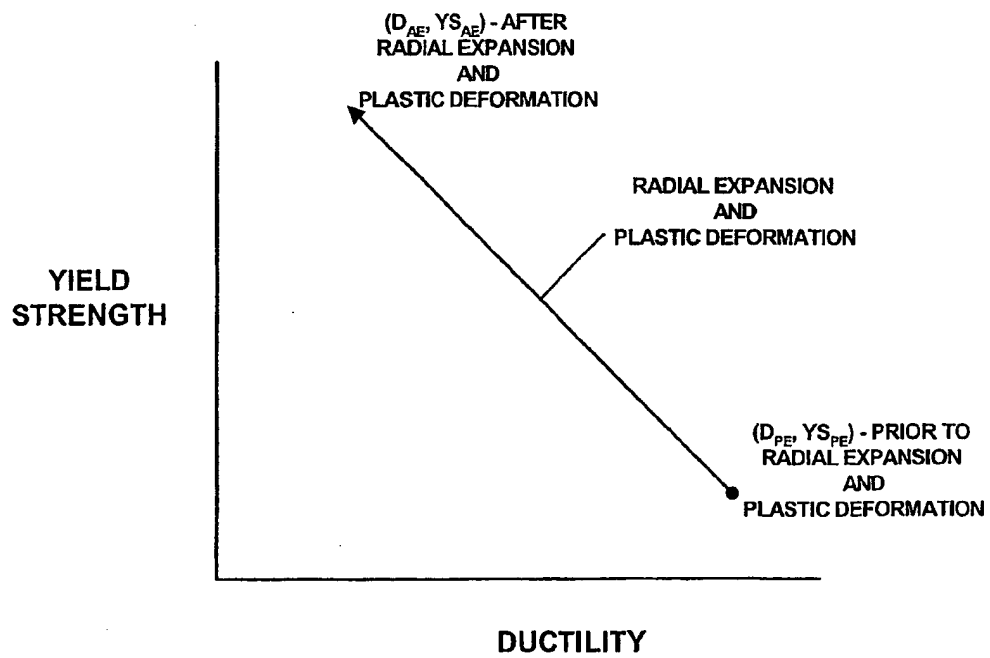 (D_AE, YS_AE) - AFTER
RADIAL EXPANSION
AND
PLASTIC DEFORMATION
RADIAL EXPANSION
AND
PLASTIC DEFORMATION
YIELD
STRENGTH
(D_PE, YS_PE) - PRIOR TO
RADIAL EXPANSION
AND
PLASTIC DEFORMATION
DUCTILITY